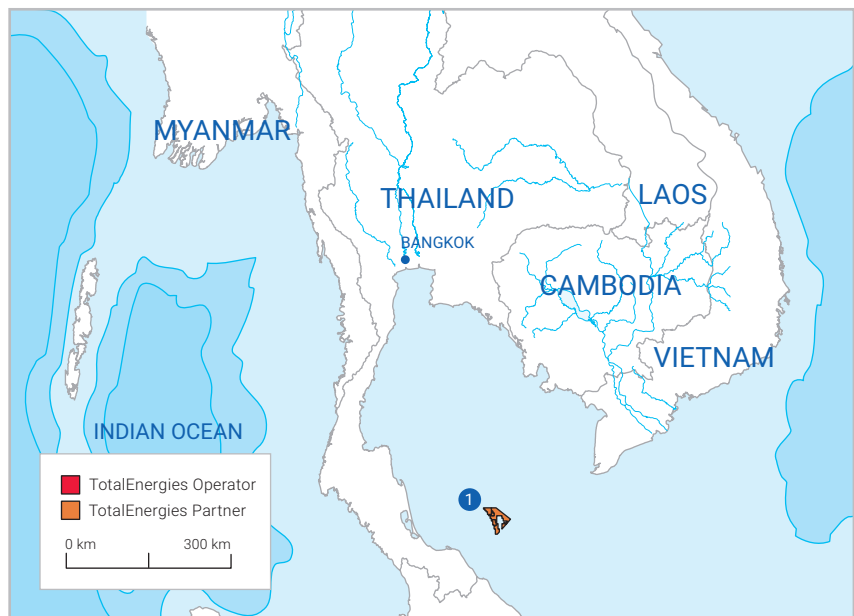 MYANMAR
LAOS
THAILAND
BANGKOK
CAMBODIA
VIETNAM
INDIAN OCEAN
TotalEnergies Operator
TotalEnergies Partner
0 km 300 km
1